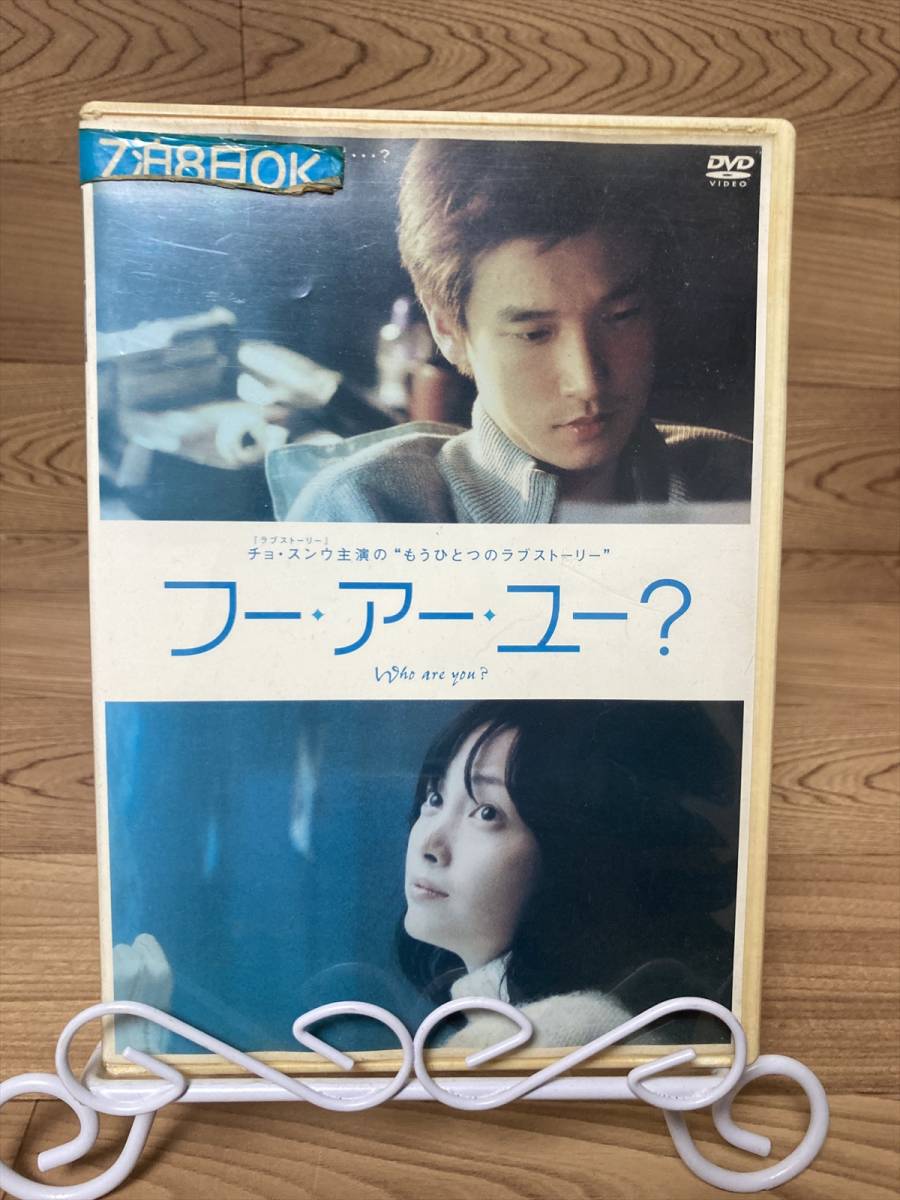 7泊8日OK
…?
DVD
VIDEO
『ラブストーリー』
チョ・スンウ主演の“もうひとつのラブストーリー”
フー・アー・ユー?
Who are you?